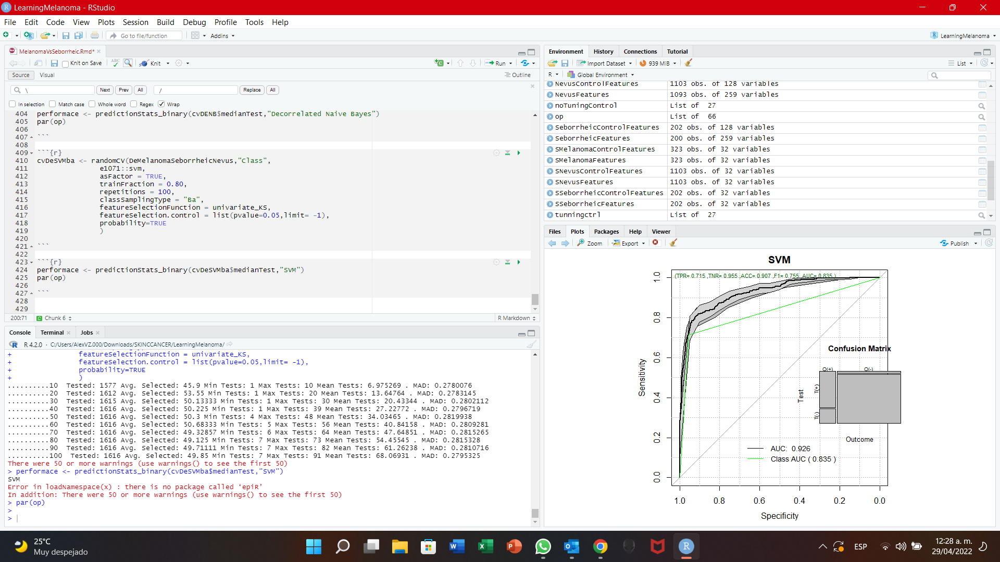 LearningMelanoma - RStudio
File Edit Code View Plots Session Build Debug Profile Tools Help
Go to file/function Addins LearningMelanoma
MelanomaVsSeborrheic.Rmd*
Knit on Save ABC Knit Run
Source Visual Outline
\ Next Prev All / Replace All
In selection Match case Whole word Regex Wrap
404 performace <- predictionStats_binary(cvDENB$medianTest,"Decorrelated Naive Bayes")
405 par(op)
406
407 ```
408
409 ```{r}
410 cvDeSVMba <- randomCV(DeMelanomaSeborrheicNevus,"Class",
411 e1071::svm,
412 asFactor = TRUE,
413 trainFraction = 0.80,
414 repetitions = 100,
415 classSamplingType = "Ba",
416 featureSelectionFunction = univariate_KS,
417 featureSelection.control = list(pvalue=0.05,limit= -1),
418 probability=TRUE
419 )
420
421 ```
422
423 ```{r}
424 performace <- predictionStats_binary(cvDeSVMba$medianTest,"SVM")
425 par(op)
426
427 ```
428
429
200:71 Chunk 6 R Markdown
Console Terminal Jobs
R 4.2.0 · C:/Users/AlexVZ.000/Downloads/SKINCCANCER/LearningMelanoma/
+ featureSelectionFunction = univariate_KS,
+ featureSelection.control = list(pvalue=0.05,limit= -1),
+ probability=TRUE
+ )
..........10 Tested: 1577 Avg. Selected: 45.9 Min Tests: 1 Max Tests: 10 Mean Tests: 6.975269 . MAD: 0.2780076
..........20 Tested: 1612 Avg. Selected: 53.55 Min Tests: 1 Max Tests: 20 Mean Tests: 13.64764 . MAD: 0.2783145
..........30 Tested: 1615 Avg. Selected: 50.13333 Min Tests: 1 Max Tests: 30 Mean Tests: 20.43344 . MAD: 0.2802112
..........40 Tested: 1616 Avg. Selected: 50.225 Min Tests: 1 Max Tests: 39 Mean Tests: 27.22772 . MAD: 0.2796719
..........50 Tested: 1616 Avg. Selected: 50.3 Min Tests: 4 Max Tests: 48 Mean Tests: 34.03465 . MAD: 0.2819938
..........60 Tested: 1616 Avg. Selected: 50.68333 Min Tests: 5 Max Tests: 56 Mean Tests: 40.84158 . MAD: 0.2809281
..........70 Tested: 1616 Avg. Selected: 49.32857 Min Tests: 6 Max Tests: 64 Mean Tests: 47.64851 . MAD: 0.2815265
..........80 Tested: 1616 Avg. Selected: 49.125 Min Tests: 7 Max Tests: 73 Mean Tests: 54.45545 . MAD: 0.2815328
..........90 Tested: 1616 Avg. Selected: 49.71111 Min Tests: 7 Max Tests: 82 Mean Tests: 61.26238 . MAD: 0.2810716
..........100 Tested: 1616 Avg. Selected: 49.85 Min Tests: 7 Max Tests: 91 Mean Tests: 68.06931 . MAD: 0.2795325
There were 50 or more warnings (use warnings() to see the first 50)
> performace <- predictionStats_binary(cvDeSVMba$medianTest,"SVM")
SVM
Error in loadNamespace(x) : there is no package called ‘epiR’
In addition: There were 50 or more warnings (use warnings() to see the first 50)
> par(op)
>
>
Environment History Connections Tutorial
Import Dataset 939 MiB List
R Global Environment
NevusControlFeatures 1103 obs. of 128 variables
NevusFeatures 1093 obs. of 259 variables
noTuningControl List of 27
op List of 66
SeborrheicControlFeatures 202 obs. of 128 variables
SeborrheicFeatures 200 obs. of 259 variables
SMelanomaControlFeatures 323 obs. of 32 variables
SMelanomaFeatures 323 obs. of 32 variables
SNevusControlFeatures 1103 obs. of 32 variables
SNevusFeatures 1103 obs. of 32 variables
SSeborrheicControlFeatures 202 obs. of 32 variables
SSeborrheicFeatures 202 obs. of 32 variables
tunningctrl List of 27
Files Plots Packages Help Viewer
Zoom Export Publish
SVM
(TPR= 0.715 ,TNR= 0.955 ,ACC= 0.907 ,F1= 0.755 ,AUC= 0.835 )
Sensitivity
1.0
0.8
0.6
0.4
0.2
0.0
Confusion Matrix
O(+) O(-)
Test
T(+)
T(-)
Outcome
AUC: 0.926
Class AUC ( 0.835 )
1.0 0.8 0.6 0.4 0.2 0.0
Specificity
25°C
Muy despejado
ESP
12:28 a. m.
29/04/2022